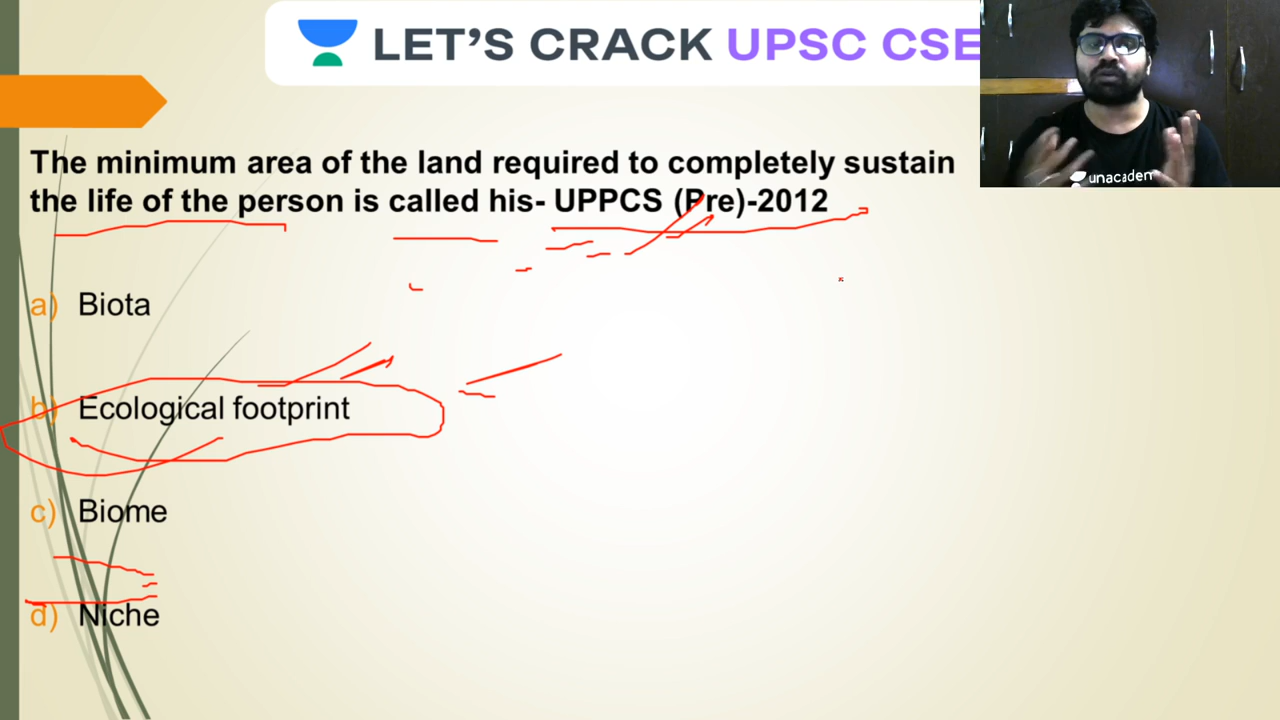 LET'S CRACK UPSC CSE
The minimum area of the land required to completely sustain
the life of the person is called his- UPPCS (Pre)-2012
a) Biota
b) Ecological footprint
c) Biome
d) Niche
unacadem